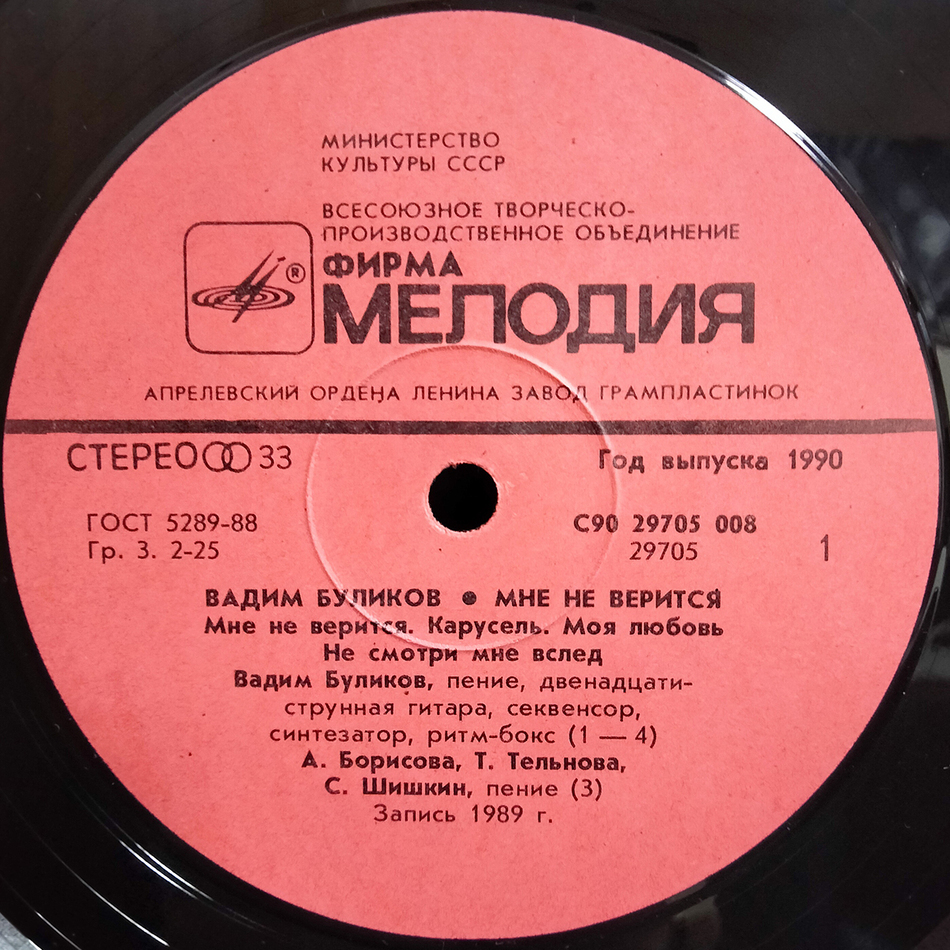 МИНИСТЕРСТВО
КУЛЬТУРЫ СССР
ВСЕСОЮЗНОЕ ТВОРЧЕСКО-
ПРОИЗВОДСТВЕННОЕ ОБЪЕДИНЕНИЕ
®
ФИРМА
МЕЛОДИЯ
АПРЕЛЕВСКИЙ ОРДЕНА ЛЕНИНА ЗАВОД ГРАМПЛАСТИНОК
СТЕРЕО 33
Год выпуска 1990
ГОСТ 5289-88
С90 29705 008
Гр. 3. 2-25
29705
1
ВАДИМ БУЛИКОВ ● МНЕ НЕ ВЕРИТСЯ
Мне не верится. Карусель. Моя любовь
Не смотри мне вслед
Вадим Буликов, пение, двенадцати-
струнная гитара, секвенсор,
синтезатор, ритм-бокс (1 — 4)
А. Борисова, Т. Тельнова,
С. Шишкин, пение (3)
Запись 1989 г.